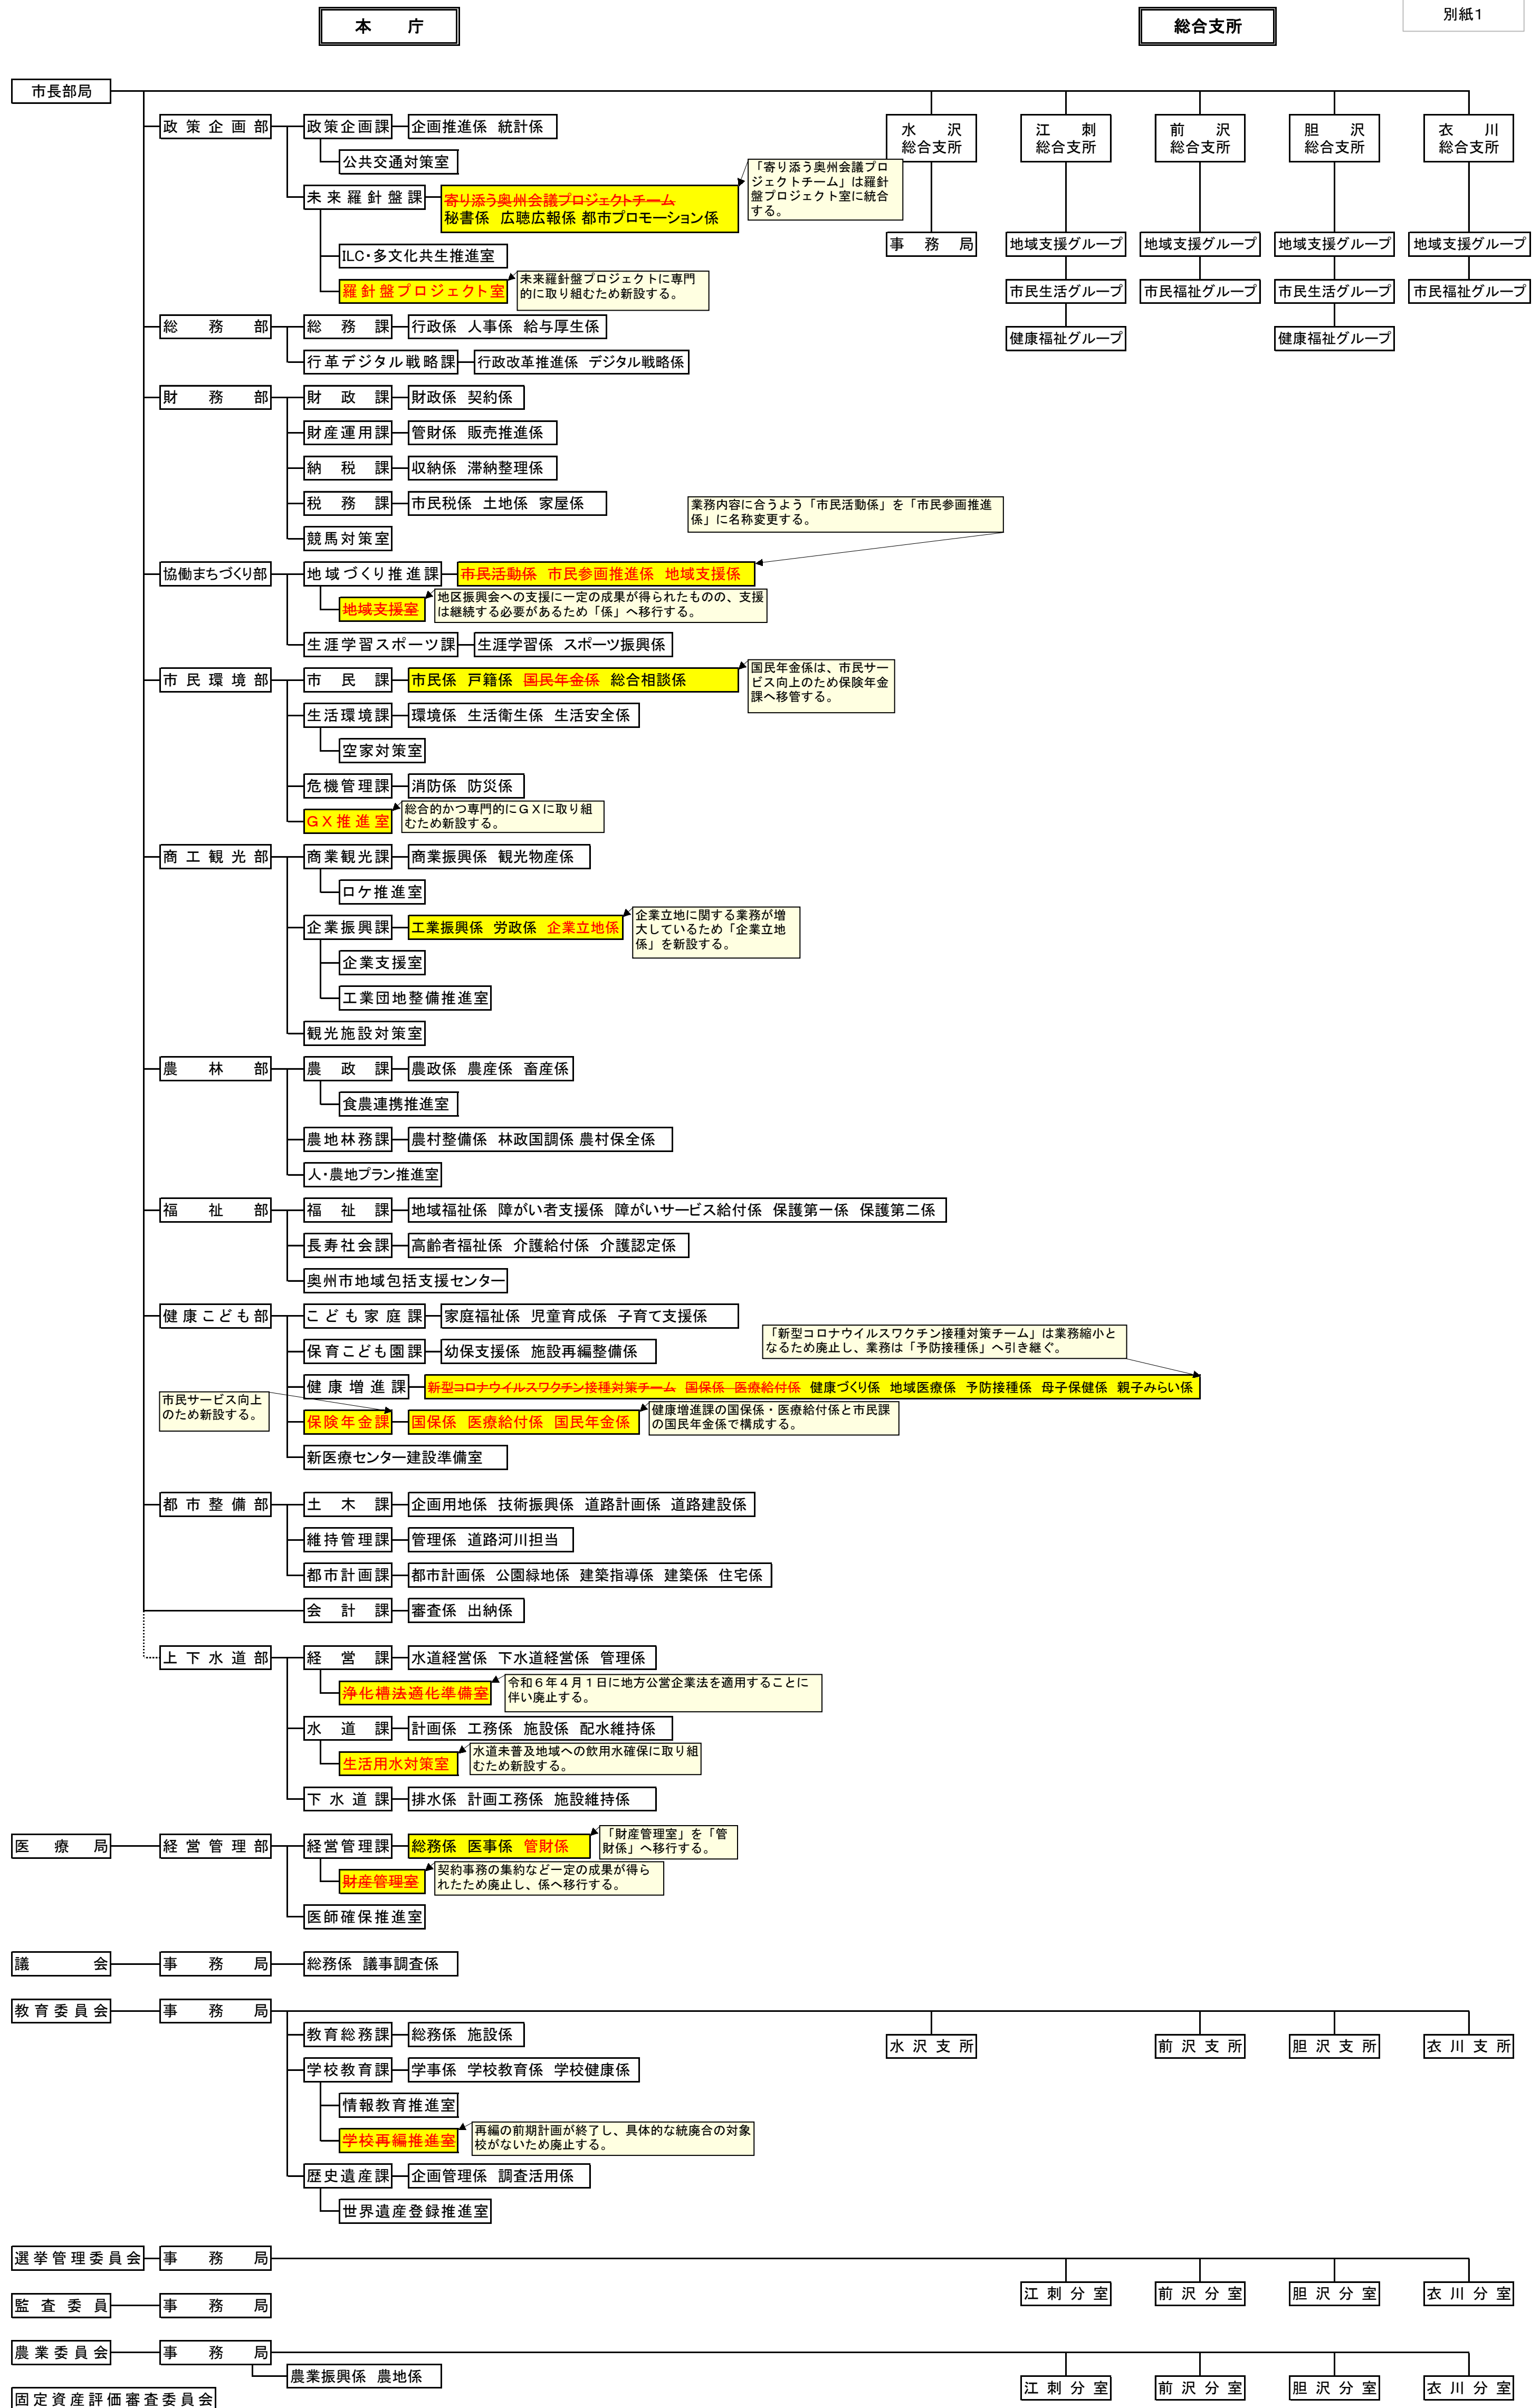 別紙1
本　庁
総合支所
市長部局
政策企画部　政策企画課　企画推進係 統計係
水　沢
総合支所
江　刺
総合支所
前　沢
総合支所
胆　沢
総合支所
衣　川
総合支所
公共交通対策室
「寄り添う奥州会議プロ
ジェクトチーム」は羅針
盤プロジェクト室に統合
する。
未来羅針盤課
寄り添う奥州会議プロジェクトチーム
秘書係 広聴広報係 都市プロモーション係
事務局　地域支援グループ　地域支援グループ　地域支援グループ　地域支援グループ
ILC・多文化共生推進室
羅針盤プロジェクト室
未来羅針盤プロジェクトに専門
的に取り組むため新設する。
市民生活グループ　市民福祉グループ　市民生活グループ　市民福祉グループ
健康福祉グループ　健康福祉グループ
総務部　総務課　行政係 人事係 給与厚生係
行革デジタル戦略課　行政改革推進係 デジタル戦略係
財務部　財政課　財政係 契約係
財産運用課　管財係 販売推進係
納税課　収納係 滞納整理係
税務課　市民税係 土地係 家屋係
競馬対策室
業務内容に合うよう「市民活動係」を「市民参画推進
係」に名称変更する。
協働まちづくり部　地域づくり推進課　市民活動係 市民参画推進係 地域支援係
地域支援室
地区振興会への支援に一定の成果が得られたものの、支援
は継続する必要があるため「係」へ移行する。
生涯学習スポーツ課　生涯学習係 スポーツ振興係
市民環境部　市民課　市民係 戸籍係 国民年金係 総合相談係
国民年金係は、市民サー
ビス向上のため保険年金
課へ移管する。
生活環境課　環境係 生活衛生係 生活安全係
空家対策室
危機管理課　消防係 防災係
GX推進室
総合的かつ専門的にＧＸに取り組
むため新設する。
商工観光部　商業観光課　商業振興係 観光物産係
ロケ推進室
企業振興課　工業振興係 労政係 企業立地係
企業立地に関する業務が増
大しているため「企業立地
係」を新設する。
企業支援室
工業団地整備推進室
観光施設対策室
農林部　農政課　農政係 農産係 畜産係
食農連携推進室
農地林務課　農村整備係 林政国調係 農村保全係
人・農地プラン推進室
福祉部　福祉課　地域福祉係 障がい者支援係 障がいサービス給付係 保護第一係 保護第二係
長寿社会課　高齢者福祉係 介護給付係 介護認定係
奥州市地域包括支援センター
健康こども部　こども家庭課　家庭福祉係 児童育成係 子育て支援係
保育こども園課　幼保支援係 施設再編整備係
「新型コロナウイルスワクチン接種対策チーム」は業務縮小と
なるため廃止し、業務は「予防接種係」へ引き継ぐ。
健康増進課　新型コロナウイルスワクチン接種対策チーム 国保係 医療給付係 健康づくり係 地域医療係 予防接種係 母子保健係 親子みらい係
市民サービス向上
のため新設する。
保険年金課　国保係 医療給付係 国民年金係
健康増進課の国保係・医療給付係と市民課
の国民年金係で構成する。
新医療センター建設準備室
都市整備部　土木課　企画用地係 技術振興係 道路計画係 道路建設係
維持管理課　管理係 道路河川担当
都市計画課　都市計画係 公園緑地係 建築指導係 建築係 住宅係
会計課　審査係 出納係
上下水道部　経営課　水道経営係 下水道経営係 管理係
浄化槽法適化準備室
令和６年４月１日に地方公営企業法を適用することに
伴い廃止する。
水道課　計画係 工務係 施設係 配水維持係
生活用水対策室
水道未普及地域への飲用水確保に取り組
むため新設する。
下水道課　排水係 計画工務係 施設維持係
医療局　経営管理部　経営管理課　総務係 医事係 管財係
「財産管理室」を「管
財係」へ移行する。
財産管理室
契約事務の集約など一定の成果が得ら
れたため廃止し、係へ移行する。
医師確保推進室
議会　事務局　総務係 議事調査係
教育委員会　事務局
教育総務課　総務係 施設係
水沢支所　前沢支所　胆沢支所　衣川支所
学校教育課　学事係 学校教育係 学校健康係
情報教育推進室
学校再編推進室
再編の前期計画が終了し、具体的な統廃合の対象
校がないため廃止する。
歴史遺産課　企画管理係 調査活用係
世界遺産登録推進室
選挙管理委員会　事務局
江刺分室　前沢分室　胆沢分室　衣川分室
監査委員　事務局
農業委員会　事務局
農業振興係 農地係
江刺分室　前沢分室　胆沢分室　衣川分室
固定資産評価審査委員会